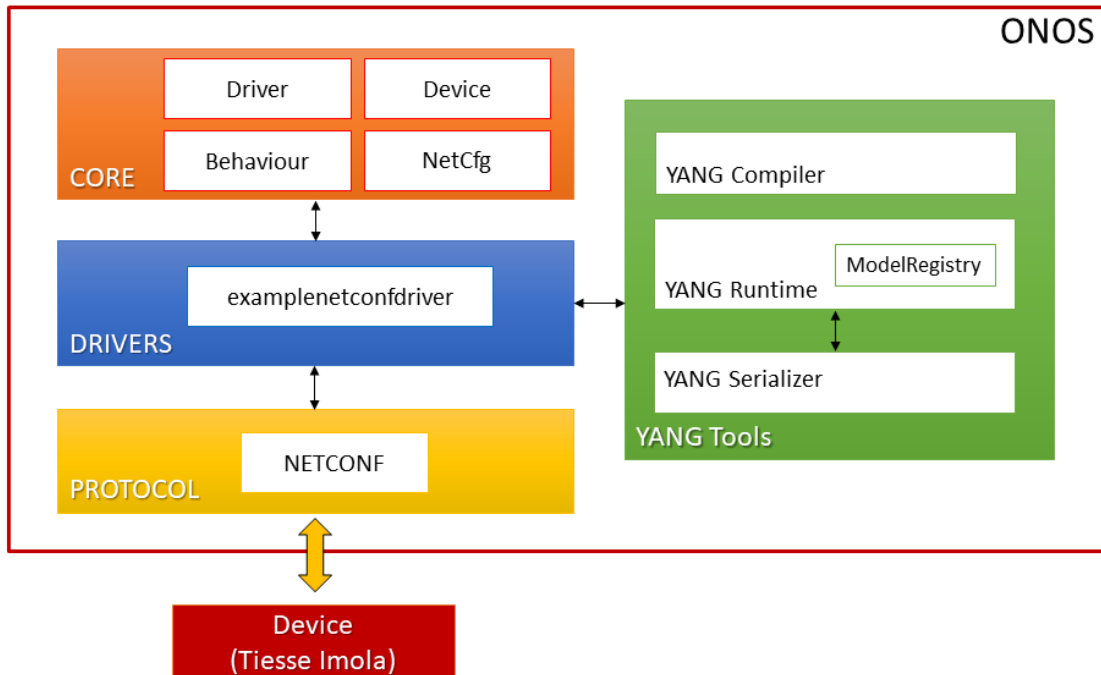 ONOS
Driver
Device
Behaviour
NetCfg
CORE
YANG Compiler
ModelRegistry
YANG Runtime
examplenetconfdriver
DRIVERS
YANG Serializer
YANG Tools
NETCONF
PROTOCOL
Device
(Tiesse Imola)